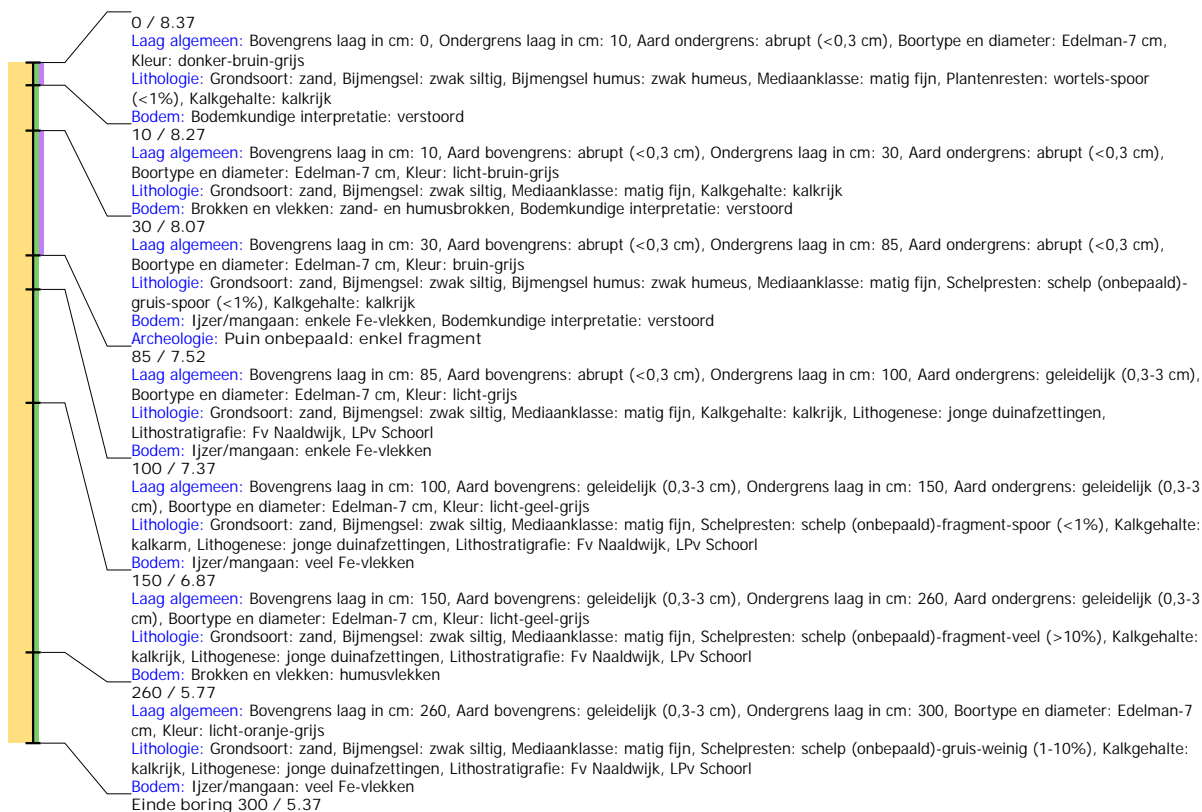 0 / 8.37
Laag algemeen: Bovengrens laag in cm: 0, Ondergrens laag in cm: 10, Aard ondergrens: abrupt (<0,3 cm), Boortype en diameter: Edelman-7 cm,
Kleur: donker-bruin-grijs
Lithologie: Grondsoort: zand, Bijmengsel: zwak siltig, Bijmengsel humus: zwak humeus, Mediaanklasse: matig fijn, Plantenresten: wortels-spoor
(<1%), Kalkgehalte: kalkrijk
Bodem: Bodemkundige interpretatie: verstoord
10 / 8.27
Laag algemeen: Bovengrens laag in cm: 10, Aard bovengrens: abrupt (<0,3 cm), Ondergrens laag in cm: 30, Aard ondergrens: abrupt (<0,3 cm),
Boortype en diameter: Edelman-7 cm, Kleur: licht-bruin-grijs
Lithologie: Grondsoort: zand, Bijmengsel: zwak siltig, Mediaanklasse: matig fijn, Kalkgehalte: kalkrijk
Bodem: Brokken en vlekken: zand- en humusbrokken, Bodemkundige interpretatie: verstoord
30 / 8.07
Laag algemeen: Bovengrens laag in cm: 30, Aard bovengrens: abrupt (<0,3 cm), Ondergrens laag in cm: 85, Aard ondergrens: abrupt (<0,3 cm),
Boortype en diameter: Edelman-7 cm, Kleur: bruin-grijs
Lithologie: Grondsoort: zand, Bijmengsel: zwak siltig, Bijmengsel humus: zwak humeus, Mediaanklasse: matig fijn, Schelpresten: schelp (onbepaald)-
gruis-spoor (<1%), Kalkgehalte: kalkrijk
Bodem: Ijzer/mangaan: enkele Fe-vlekken, Bodemkundige interpretatie: verstoord
Archeologie: Puin onbepaald: enkel fragment
85 / 7.52
Laag algemeen: Bovengrens laag in cm: 85, Aard bovengrens: abrupt (<0,3 cm), Ondergrens laag in cm: 100, Aard ondergrens: geleidelijk (0,3-3 cm),
Boortype en diameter: Edelman-7 cm, Kleur: licht-grijs
Lithologie: Grondsoort: zand, Bijmengsel: zwak siltig, Mediaanklasse: matig fijn, Kalkgehalte: kalkrijk, Lithogenese: jonge duinafzettingen,
Lithostratigrafie: Fv Naaldwijk, LPv Schoorl
Bodem: Ijzer/mangaan: enkele Fe-vlekken
100 / 7.37
Laag algemeen: Bovengrens laag in cm: 100, Aard bovengrens: geleidelijk (0,3-3 cm), Ondergrens laag in cm: 150, Aard ondergrens: geleidelijk (0,3-3
cm), Boortype en diameter: Edelman-7 cm, Kleur: licht-geel-grijs
Lithologie: Grondsoort: zand, Bijmengsel: zwak siltig, Mediaanklasse: matig fijn, Schelpresten: schelp (onbepaald)-fragment-spoor (<1%), Kalkgehalte:
kalkarm, Lithogenese: jonge duinafzettingen, Lithostratigrafie: Fv Naaldwijk, LPv Schoorl
Bodem: Ijzer/mangaan: veel Fe-vlekken
150 / 6.87
Laag algemeen: Bovengrens laag in cm: 150, Aard bovengrens: geleidelijk (0,3-3 cm), Ondergrens laag in cm: 260, Aard ondergrens: geleidelijk (0,3-3
cm), Boortype en diameter: Edelman-7 cm, Kleur: licht-geel-grijs
Lithologie: Grondsoort: zand, Bijmengsel: zwak siltig, Mediaanklasse: matig fijn, Schelpresten: schelp (onbepaald)-fragment-veel (>10%), Kalkgehalte:
kalkrijk, Lithogenese: jonge duinafzettingen, Lithostratigrafie: Fv Naaldwijk, LPv Schoorl
Bodem: Brokken en vlekken: humusvlekken
260 / 5.77
Laag algemeen: Bovengrens laag in cm: 260, Aard bovengrens: geleidelijk (0,3-3 cm), Ondergrens laag in cm: 300, Boortype en diameter: Edelman-7
cm, Kleur: licht-oranje-grijs
Lithologie: Grondsoort: zand, Bijmengsel: zwak siltig, Mediaanklasse: matig fijn, Schelpresten: schelp (onbepaald)-gruis-weinig (1-10%), Kalkgehalte:
kalkrijk, Lithogenese: jonge duinafzettingen, Lithostratigrafie: Fv Naaldwijk, LPv Schoorl
Bodem: Ijzer/mangaan: veel Fe-vlekken
Einde boring 300 / 5.37